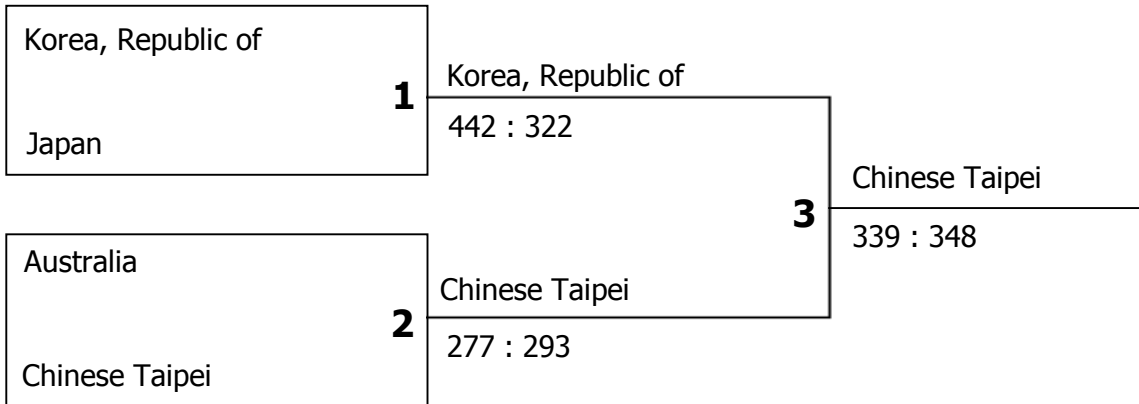 Korea, Republic of
1
Japan
Korea, Republic of
442 : 322
Australia
2
Chinese Taipei
Chinese Taipei
277 : 293
3
Chinese Taipei
339 : 348